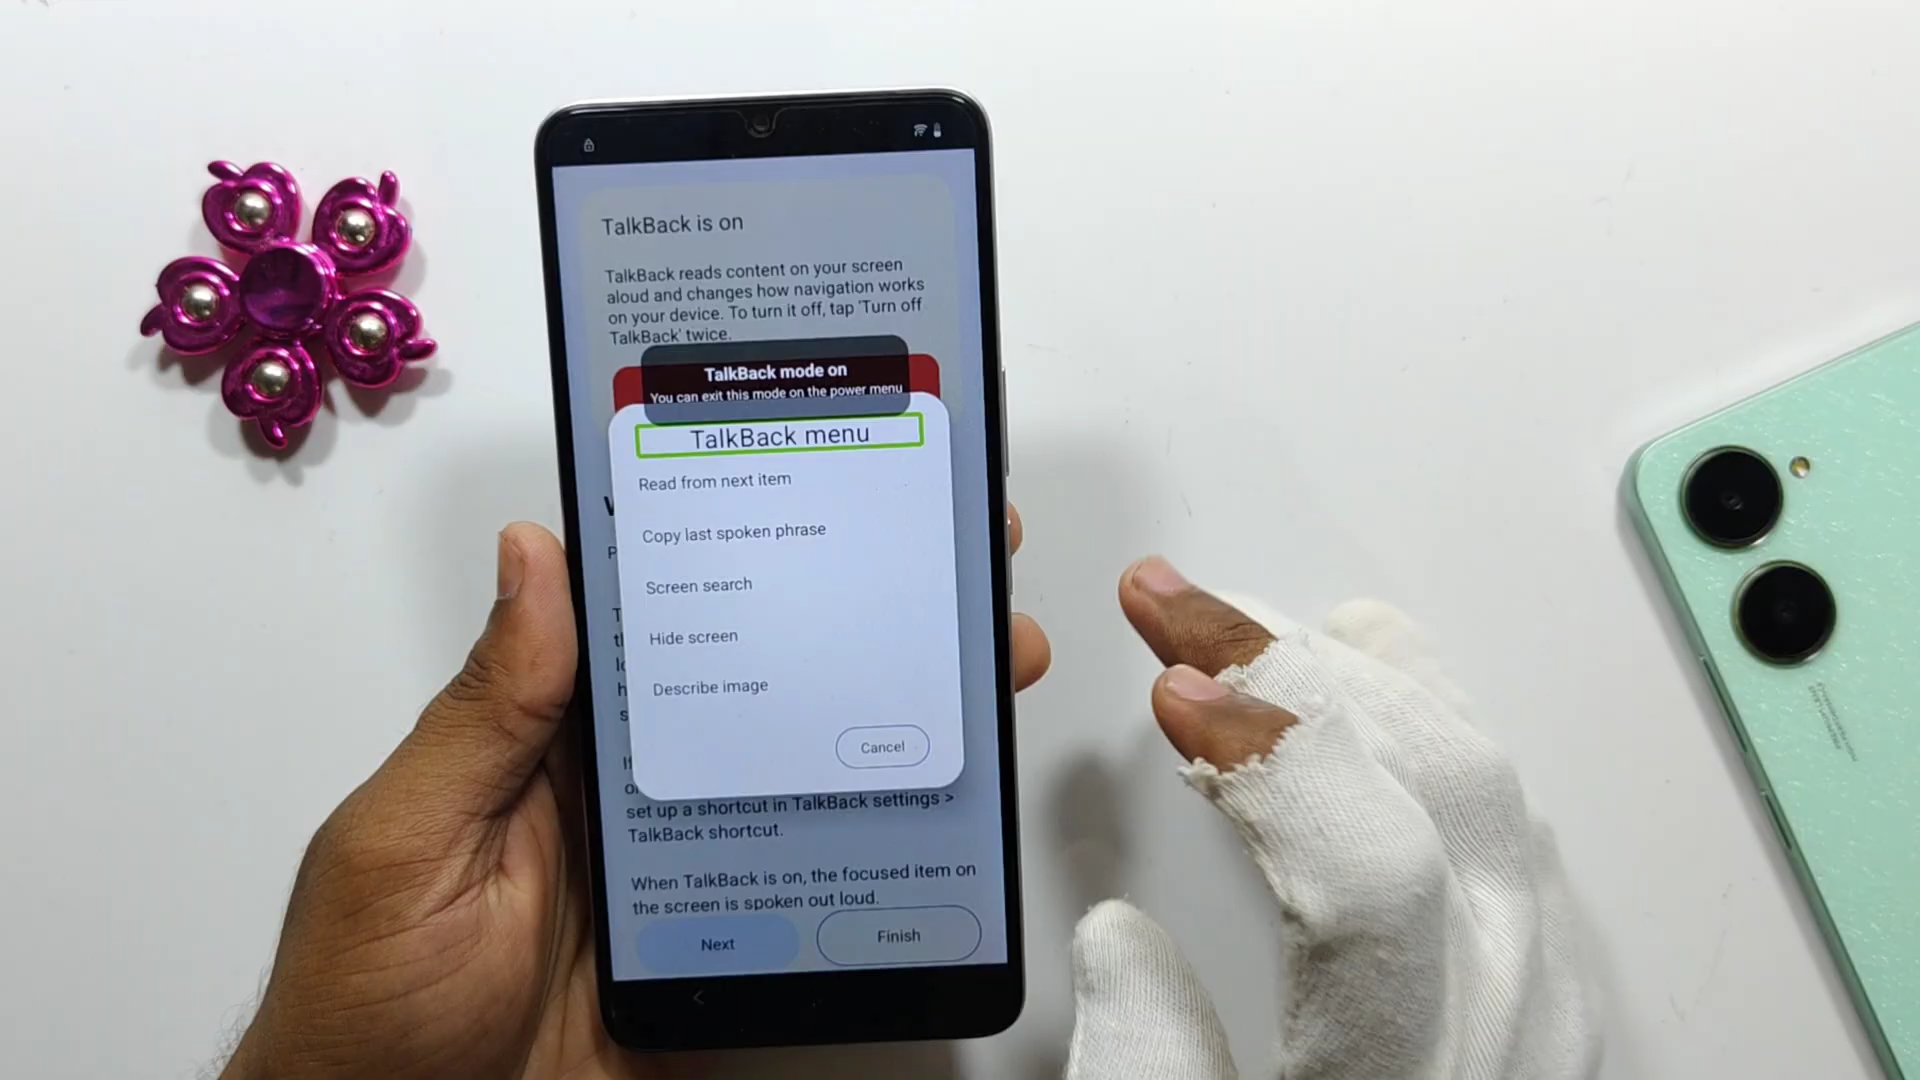 TalkBack is on
TalkBack reads content on your screen
aloud and changes how navigation works
on your device. To turn it off, tap 'Turn off
TalkBack' twice.
TalkBack mode on
You can exit this mode on the power menu
TalkBack menu
Read from next item
Copy last spoken phrase
Screen search
Hide screen
Describe image
Cancel
set up a shortcut in TalkBack settings >
TalkBack shortcut.
When TalkBack is on, the focused item on
the screen is spoken out loud.
Next
Finish